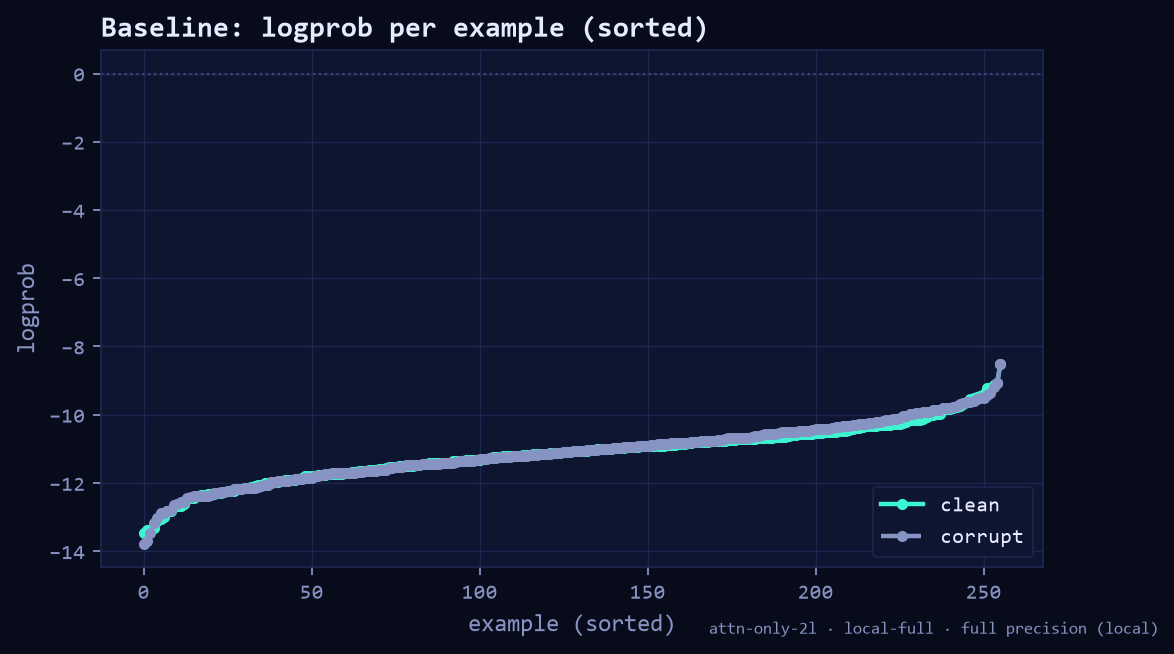 Baseline: logprob per example (sorted)
0
−2
−4
−6
−8
−10
−12
−14
logprob
clean
corrupt
0 50 100 150 200 250
example (sorted)
attn-only-2l · local-full · full precision (local)